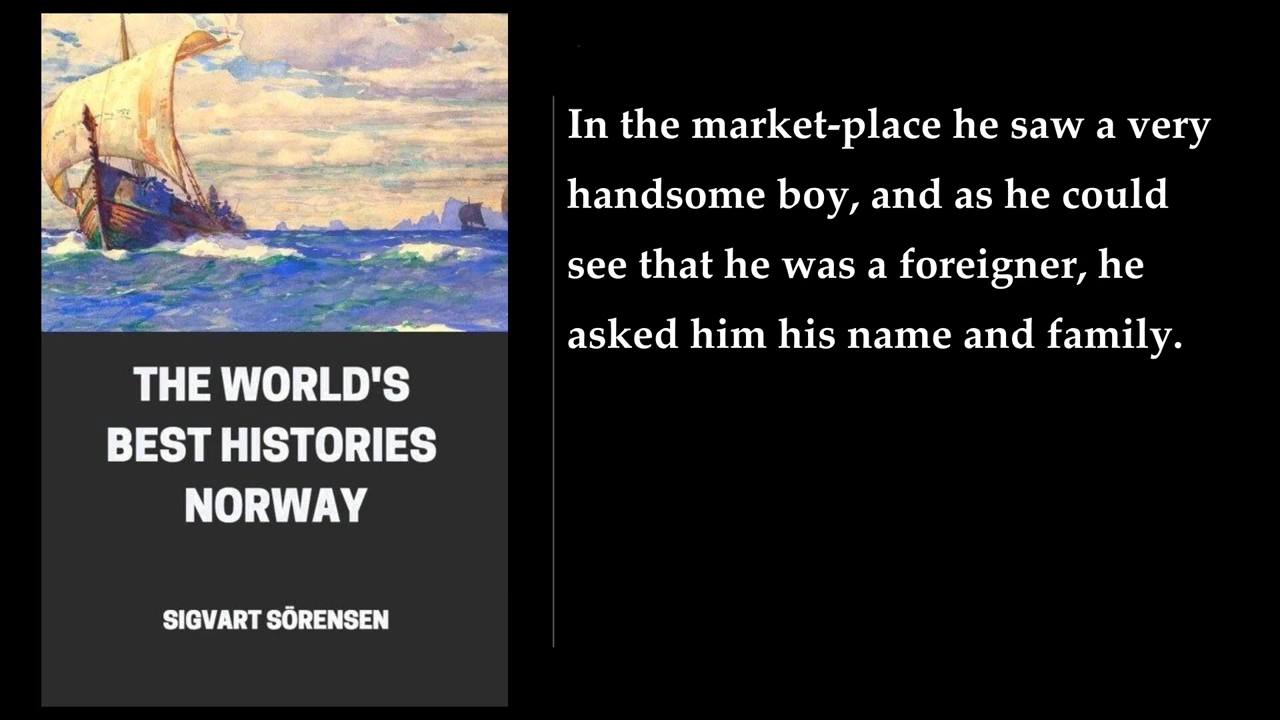 THE WORLD'S
BEST HISTORIES
NORWAY
SIGVART SÖRENSEN
In the market-place he saw a very
handsome boy, and as he could
see that he was a foreigner, he
asked him his name and family.